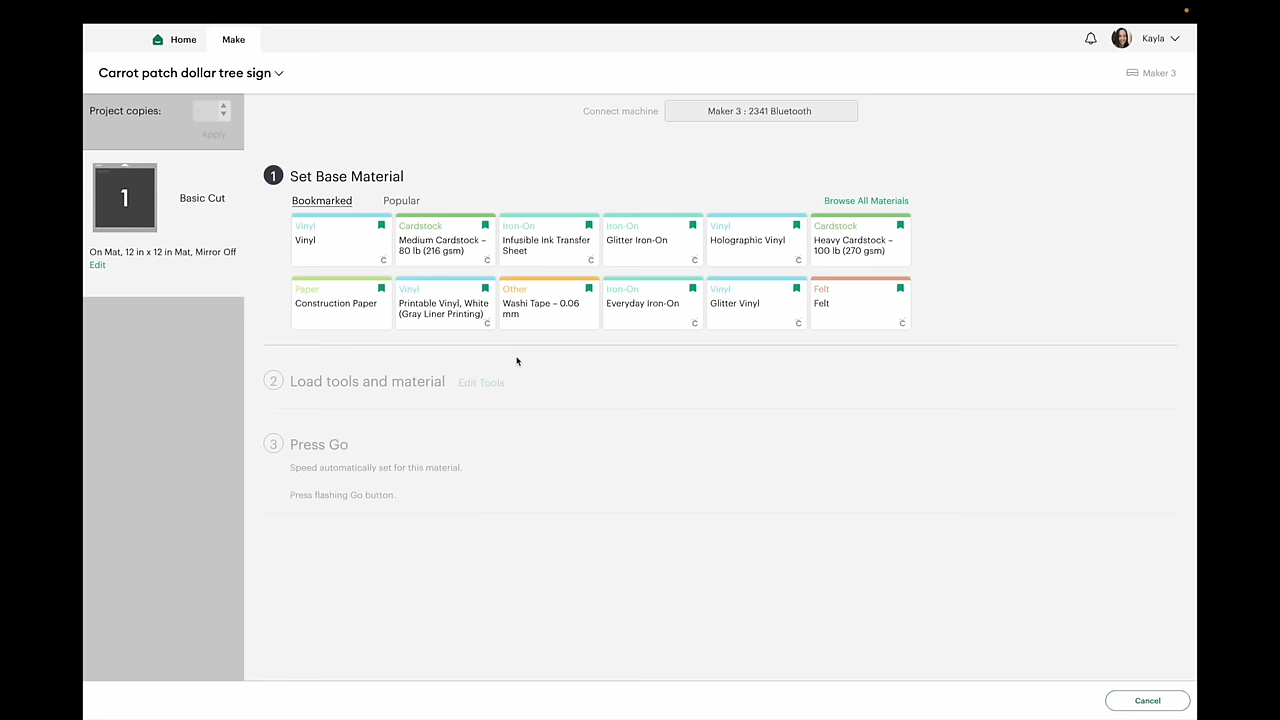 Home
Make
Kayla
Carrot patch dollar tree sign
Maker 3
Project copies:
Apply
Connect machine
Maker 3 : 2341 Bluetooth
1
Basic Cut
On Mat, 12 in x 12 in Mat, Mirror Off
Edit
1 Set Base Material
Bookmarked
Popular
Browse All Materials
Vinyl
Vinyl
C
Cardstock
Medium Cardstock –
80 lb (216 gsm)
C
Iron-On
Infusible Ink Transfer
Sheet
C
Iron-On
Glitter Iron-On
C
Vinyl
Holographic Vinyl
C
Cardstock
Heavy Cardstock –
100 lb (270 gsm)
C
Paper
Construction Paper
Vinyl
Printable Vinyl, White
(Gray Liner Printing)
C
Other
Washi Tape – 0.06
mm
Iron-On
Everyday Iron-On
C
Vinyl
Glitter Vinyl
C
Felt
Felt
C
2 Load tools and material
Edit Tools
3 Press Go
Speed automatically set for this material.
Press flashing Go button.
Cancel